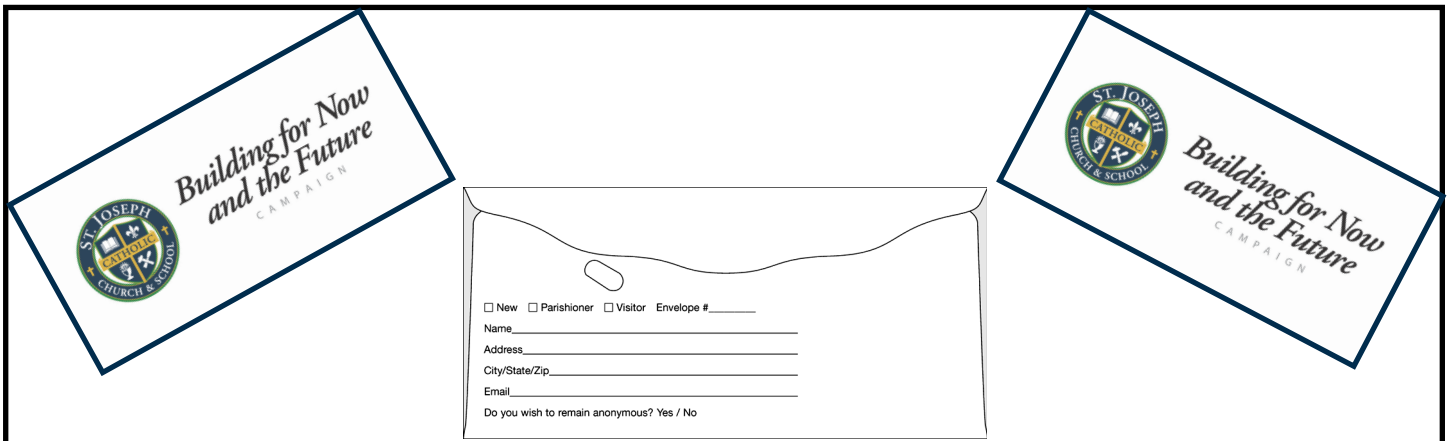 Building for Now
and the Future
CAMPAIGN
ST. JOSEPH
CATHOLIC
CHURCH & SCHOOL
ST. JOSEPH
CATHOLIC
CHURCH & SCHOOL
Building for Now
and the Future
CAMPAIGN
New Parishioner Visitor Envelope #________
Name
Address
City/State/Zip
Email
Do you wish to remain anonymous? Yes / No